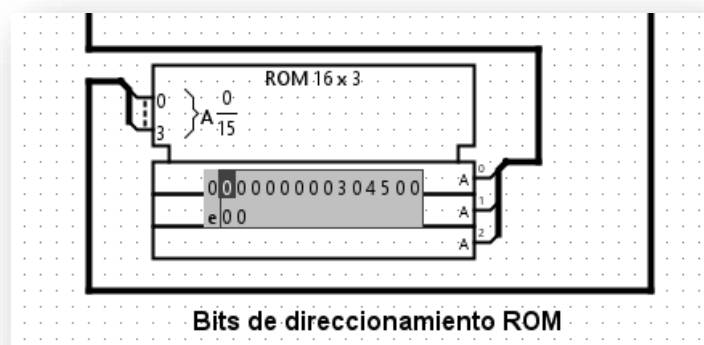 ROM 16 x 3
0
3
A 0
15
0 0 0 0 0 0 0 0 0 3 0 4 5 0 0
e 0 0
A 0
A 1
A 2
Bits de direccionamiento ROM